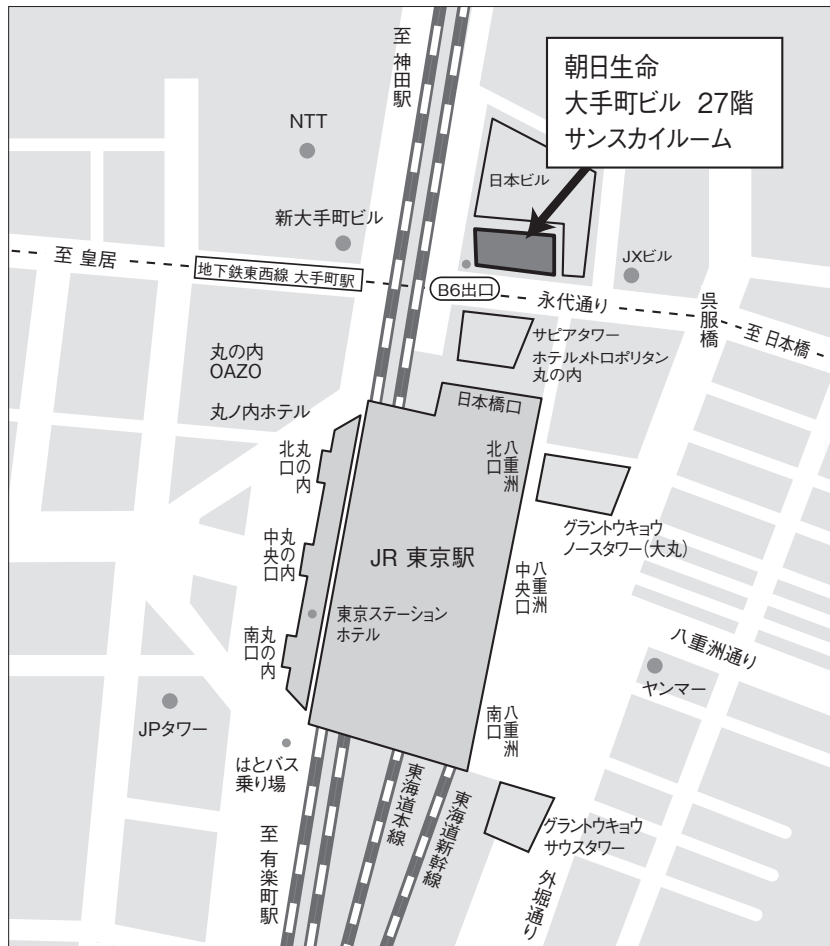 至 神田駅
朝日生命
大手町ビル 27階
サンスカイルーム
NTT
日本ビル
新大手町ビル
JXビル
至 皇居
地下鉄東西線 大手町駅
B6出口
永代通り
呉服橋
至 日本橋
サピアタワー
ホテルメトロポリタン
丸の内
丸の内
OAZO
丸ノ内ホテル
日本橋口
丸の内
北口
八重洲
北口
グラントウキョウ
ノースタワー(大丸)
丸の内
中央口
JR 東京駅
八重洲
中央口
東京ステーション
ホテル
丸の内
南口
八重洲通り
ヤンマー
JPタワー
八重洲
南口
はとバス
乗り場
東海道本線
東海道新幹線
グラントウキョウ
サウスタワー
至 有楽町駅
外堀通り